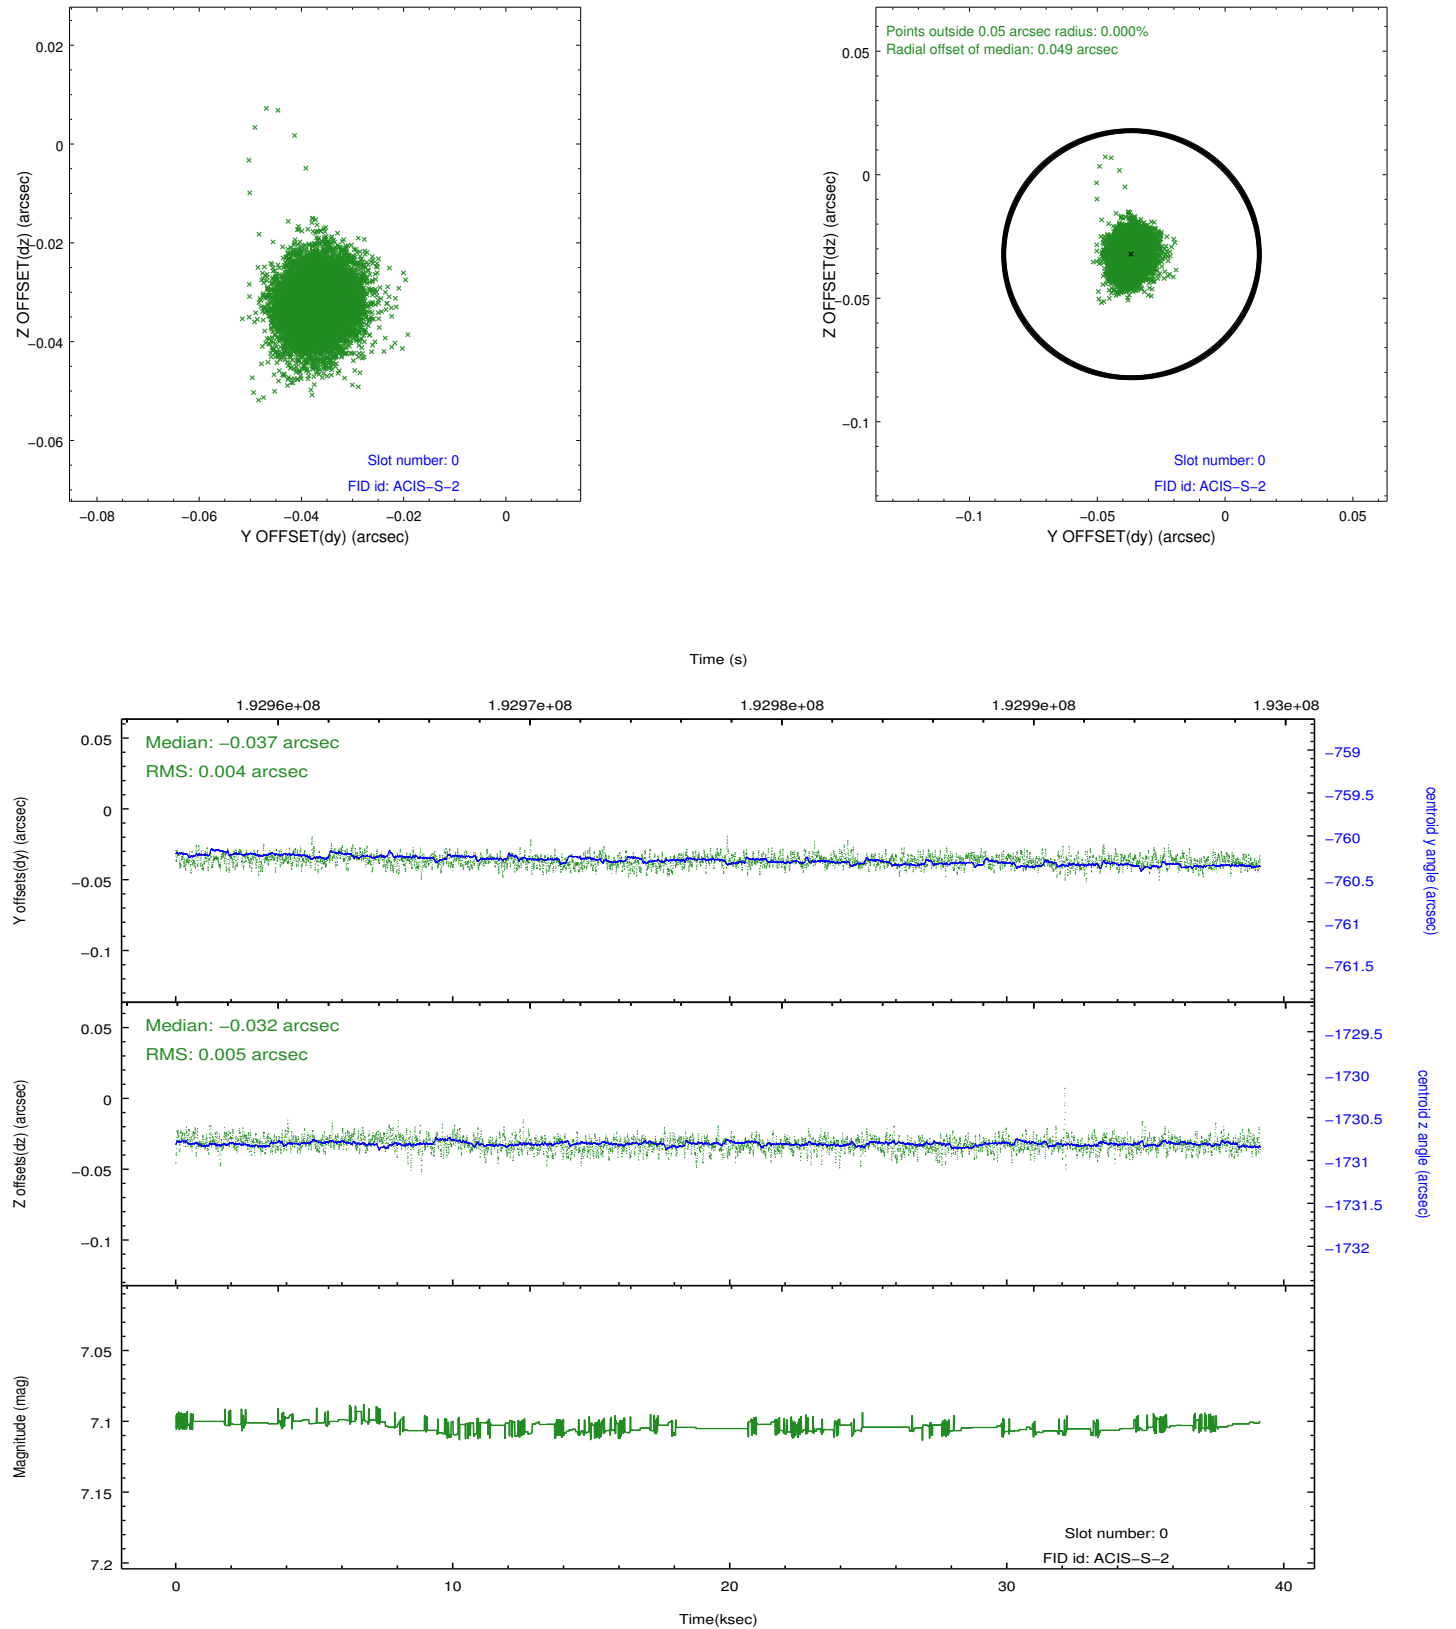 0.02
0
−0.02
−0.04
−0.06
Z OFFSET(dz) (arcsec)
Slot number: 0
FID id: ACIS−S−2
−0.08
−0.06
−0.04
−0.02
0
Y OFFSET(dy) (arcsec)
Points outside 0.05 arcsec radius: 0.000%
Radial offset of median: 0.049 arcsec
0.05
0
−0.05
−0.1
Z OFFSET(dz) (arcsec)
Slot number: 0
FID id: ACIS−S−2
−0.1
−0.05
0
0.05
Y OFFSET(dy) (arcsec)
Time (s)
1.9296e+08
1.9297e+08
1.9298e+08
1.9299e+08
1.93e+08
Median: −0.037 arcsec
RMS: 0.004 arcsec
0.05
0
−0.05
−0.1
Y offsets(dy) (arcsec)
−759
−759.5
−760
−760.5
−761
−761.5
centroid y angle (arcsec)
Median: −0.032 arcsec
RMS: 0.005 arcsec
0.05
0
−0.05
−0.1
Z offsets(dz) (arcsec)
−1729.5
−1730
−1730.5
−1731
−1731.5
−1732
centroid z angle (arcsec)
7.05
7.1
7.15
7.2
Magnitude (mag)
Slot number: 0
FID id: ACIS−S−2
0
10
20
30
40
Time(ksec)